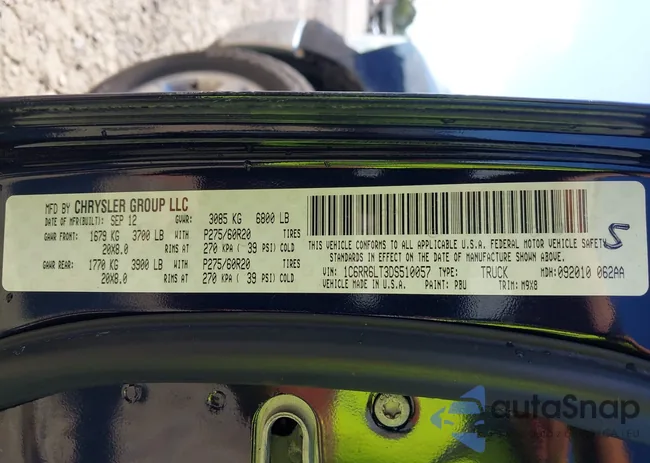 MFD BY CHRYSLER GROUP LLC
DATE OF MFR(BUILT): SEP 12 GVWR: 3085 KG 6800 LB
GAWR FRONT: 1679 KG 3700 LB WITH P275/60R20 TIRES
20X8.0 RIMS AT 270 KPA ( 39 PSI) COLD
GAWR REAR: 1770 KG 3900 LB WITH P275/60R20 TIRES
20X8.0 RIMS AT 270 KPA ( 39 PSI) COLD
THIS VEHICLE CONFORMS TO ALL APPLICABLE U.S.A. FEDERAL MOTOR VEHICLE SAFETY
STANDARDS IN EFFECT ON THE DATE OF MANUFACTURE SHOWN ABOVE.
VIN: 1C6RR6LT3DS510057 TYPE: TRUCK MDH: 092010 062AA
VEHICLE MADE IN U.S.A. PAINT: PBU TRIM: M9X8
S
autoSnap